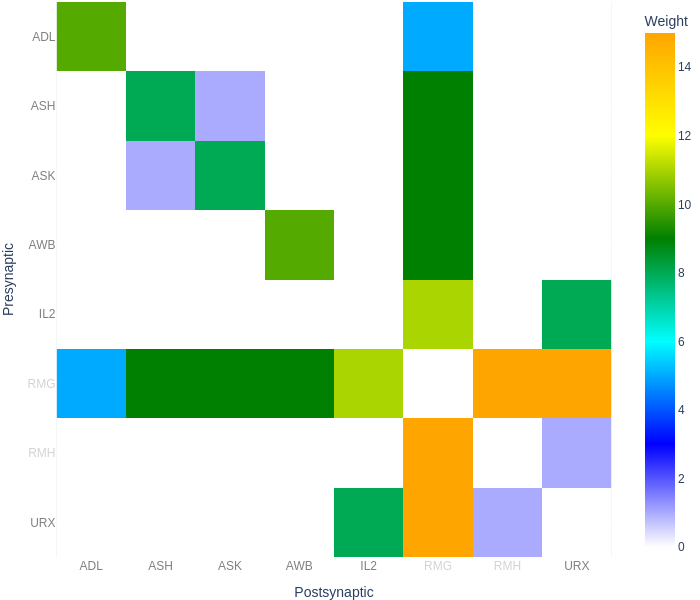 Weight
14
12
10
8
6
4
2
0
Presynaptic
ADL
ASH
ASK
AWB
IL2
RMG
RMH
URX
ADL ASH ASK AWB IL2 RMG RMH URX
Postsynaptic